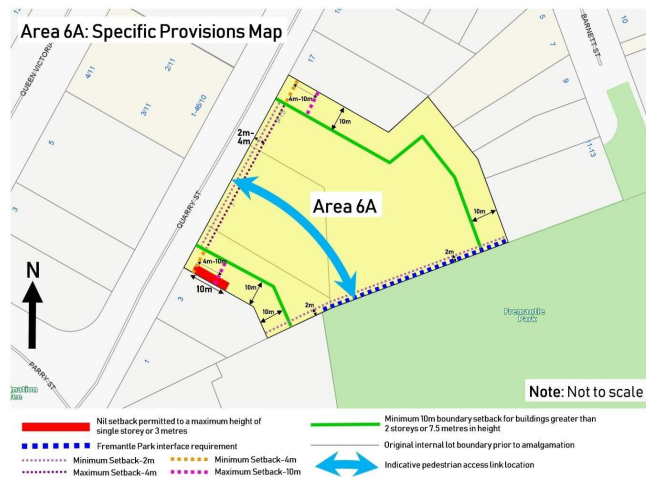 Area 6A: Specific Provisions Map
QUEEN-VICTORIA
4/11
2/11
3/11
1-46/10
5
3
17
BARNETT-ST
5
7
10
9
11-13
4m-10m
10m
2m-
4m
QUARRY-ST
Area 6A
10m
2m
4m-10m
10m
10m
10m
2m
N
3
1
PARRY-ST
Fremantle
Park
Note: Not to scale
Nil setback permitted to a maximum height of
single storey or 3 metres
Minimum 10m boundary setback for buildings greater than
2 storeys or 7.5 metres in height
Fremantle Park interface requirement
Original internal lot boundary prior to amalgamation
Minimum Setback-2m
Minimum Setback-4m
Maximum Setback-4m
Maximum Setback-10m
Indicative pedestrian access link location